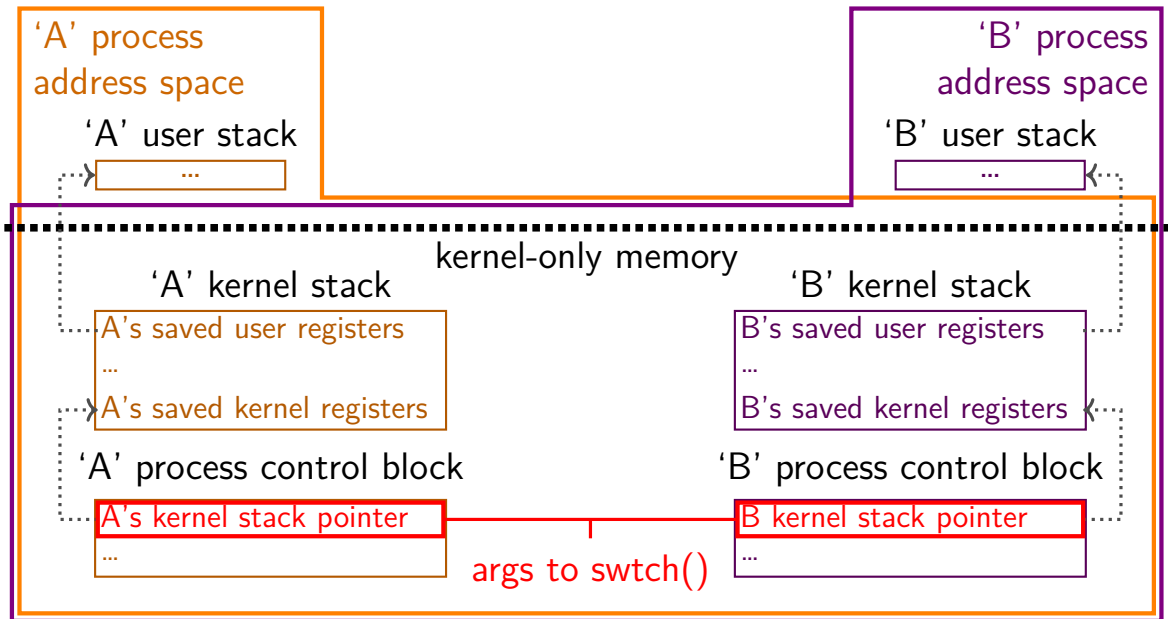 ‘A’ process
address space
‘B’ process
address space
‘A’ user stack
...
‘B’ user stack
...
kernel-only memory
‘A’ kernel stack
A's saved user registers
...
A's saved kernel registers
‘B’ kernel stack
B's saved user registers
...
B's saved kernel registers
‘A’ process control block
A's kernel stack pointer
...
‘B’ process control block
B kernel stack pointer
...
args to swtch()